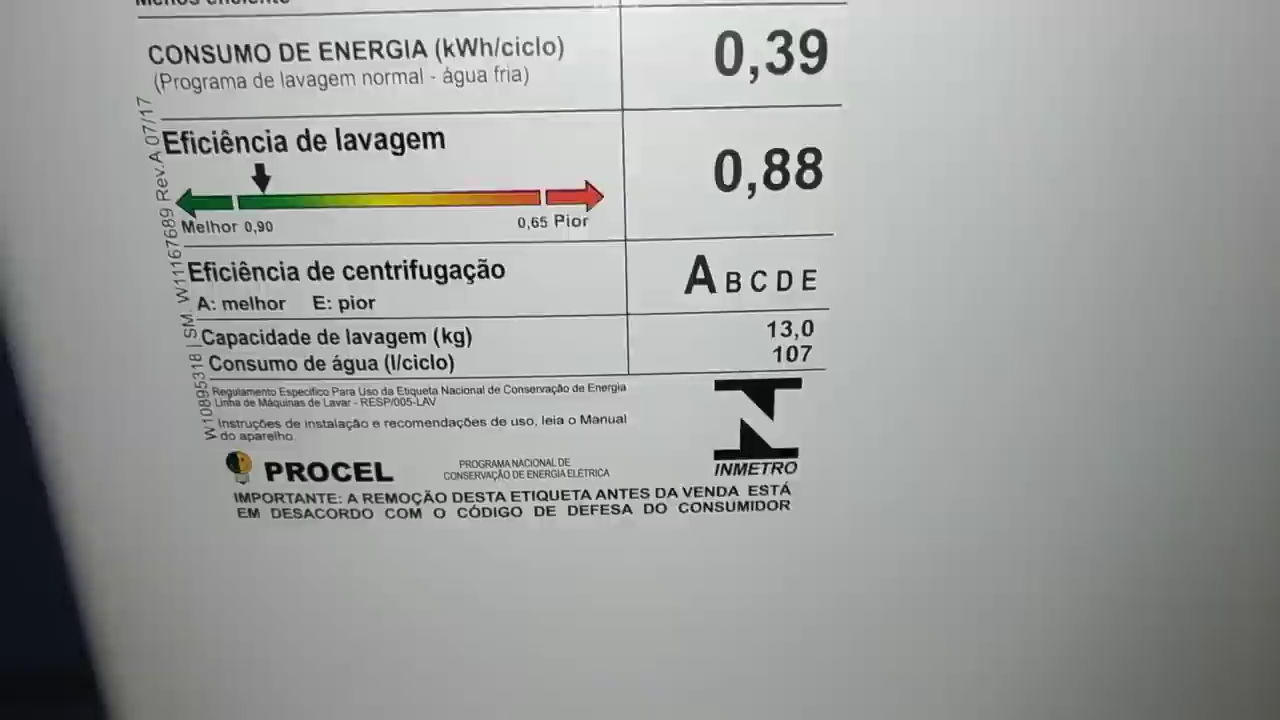 Menos eficiente
CONSUMO DE ENERGIA (kWh/ciclo)
(Programa de lavagem normal - água fria)
0,39
Eficiência de lavagem
0,88
Melhor 0,90
0,65 Pior
Eficiência de centrifugação
A: melhor E: pior
A B C D E
Capacidade de lavagem (kg)
13,0
Consumo de água (l/ciclo)
107
Regulamento Específico Para Uso da Etiqueta Nacional de Conservação de Energia
Linha de Máquinas de Lavar - RESP/005-LAV
Instruções de instalação e recomendações de uso, leia o Manual
do aparelho.
PROCEL
PROGRAMA NACIONAL DE
CONSERVAÇÃO DE ENERGIA ELÉTRICA
INMETRO
IMPORTANTE: A REMOÇÃO DESTA ETIQUETA ANTES DA VENDA ESTÁ
EM DESACORDO COM O CÓDIGO DE DEFESA DO CONSUMIDOR
W10895318 | SM. W11167689 Rev.A 07/17